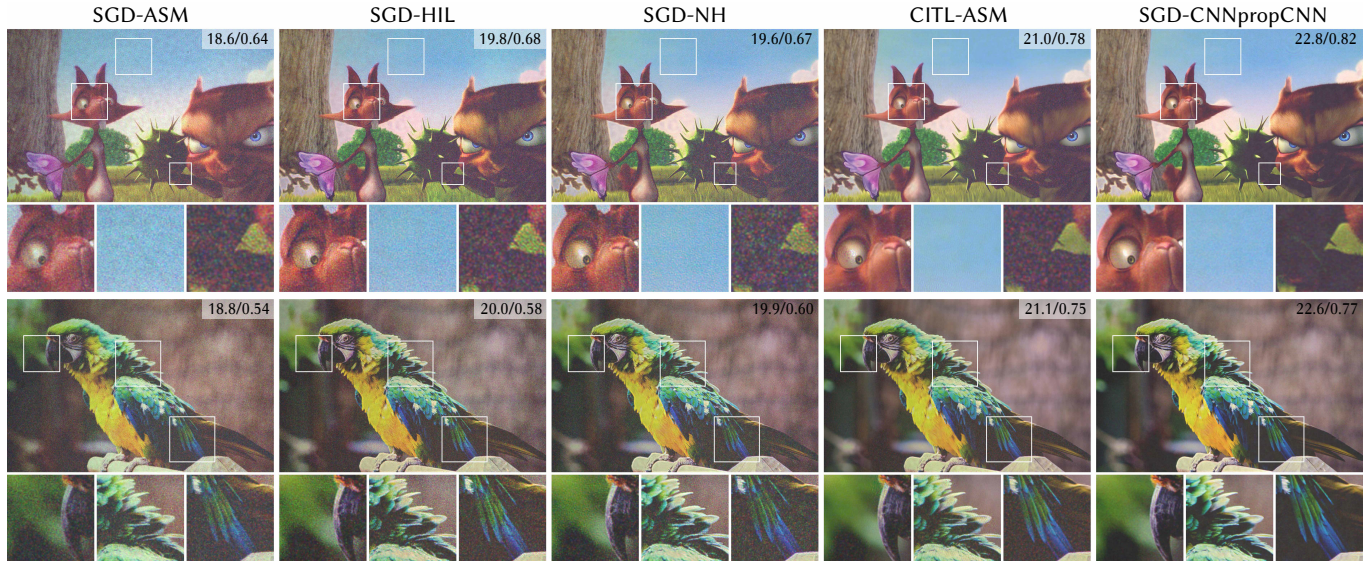 SGD-ASM SGD-HIL SGD-NH CITL-ASM SGD-CNNpropCNN
18.6/0.64 19.8/0.68 19.6/0.67 21.0/0.78 22.8/0.82
18.8/0.54 20.0/0.58 19.9/0.60 21.1/0.75 22.6/0.77